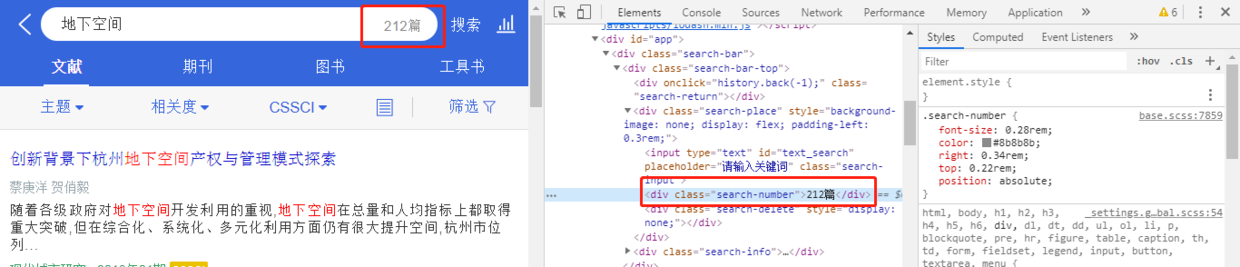 地下空间
212篇
搜索
文献
期刊
图书
工具书
主题
相关度
CSSCI
筛选
创新背景下杭州地下空间产权与管理模式探索
蔡庚洋 贺俏毅
随着各级政府对地下空间开发利用的重视,地下空间在总量和人均指标上都取得
重大突破,但在综合化、系统化、多元化利用方面仍有很大提升空间,杭州市位
列...
Elements
Console
Sources
Network
Performance
Memory
Application
»
6
javascripts/lodash.min.js"></script>
▼<div id="app">
▼<div class="search-bar">
▼<div class="search-bar-top">
<div onclick="history.back(-1);" class=
"search-return"></div>
▼<div class="search-place" style="background-
image: none; display: flex; padding-left:
0.3rem;">
<input type="text" id="text_search"
placeholder="请输入关键词" class="search-
input">
<div class="search-number">212篇</div> == $
<div class="search-delete" style="display:
none;"></div>
</div>
▶<div class="search-info">…</div>
</div>
Styles
Computed
Event Listeners
»
Filter
:hov .cls +
element.style {
}
.search-number {
base.scss:7859
font-size: 0.28rem;
color: #8b8b8b;
right: 0.34rem;
top: 0.22rem;
position: absolute;
}
html, body, h1, h2, h3,
_settings.g…bal.scss:54
h4, h5, h6, div, dl, dt, dd, ul, ol, li, p,
blockquote, pre, hr, figure, table, caption, th,
td, form, fieldset, legend, input, button,
textarea, menu {